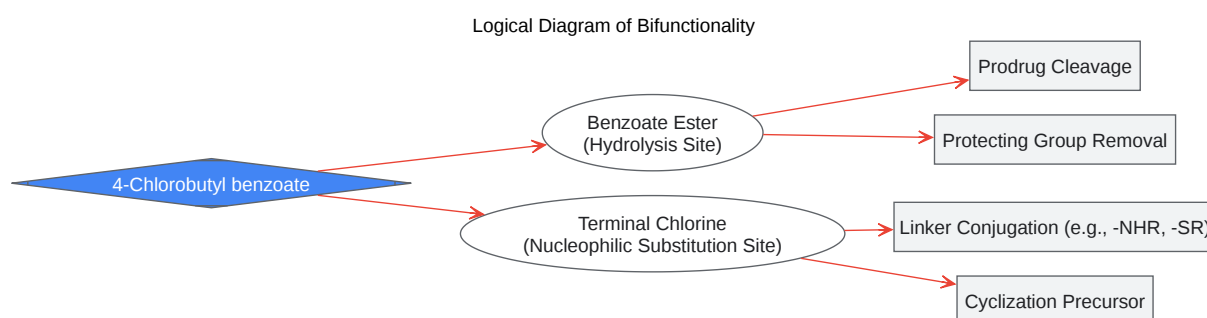 Logical Diagram of Bifunctionality
Prodrug Cleavage
Benzoate Ester
(Hydrolysis Site)
Protecting Group Removal
4-Chlorobutyl benzoate
Terminal Chlorine
(Nucleophilic Substitution Site)
Linker Conjugation (e.g., -NHR, -SR)
Cyclization Precursor